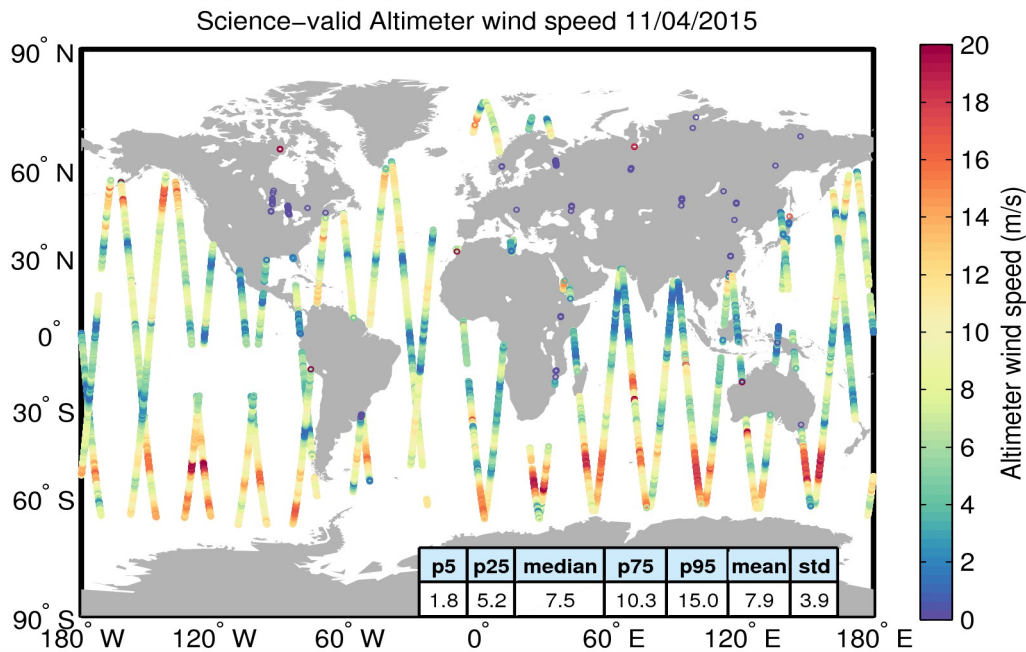 Science−valid Altimeter wind speed 11/04/2015
90° N
60° N
30° N
0°
30° S
60° S
90° S
180° W
120° W
60° W
0°
60° E
120° E
180° E
p5 p25 median p75 p95 mean std
1.8 5.2 7.5 10.3 15.0 7.9 3.9
20
18
16
14
12
10
8
6
4
2
0
Altimeter wind speed (m/s)